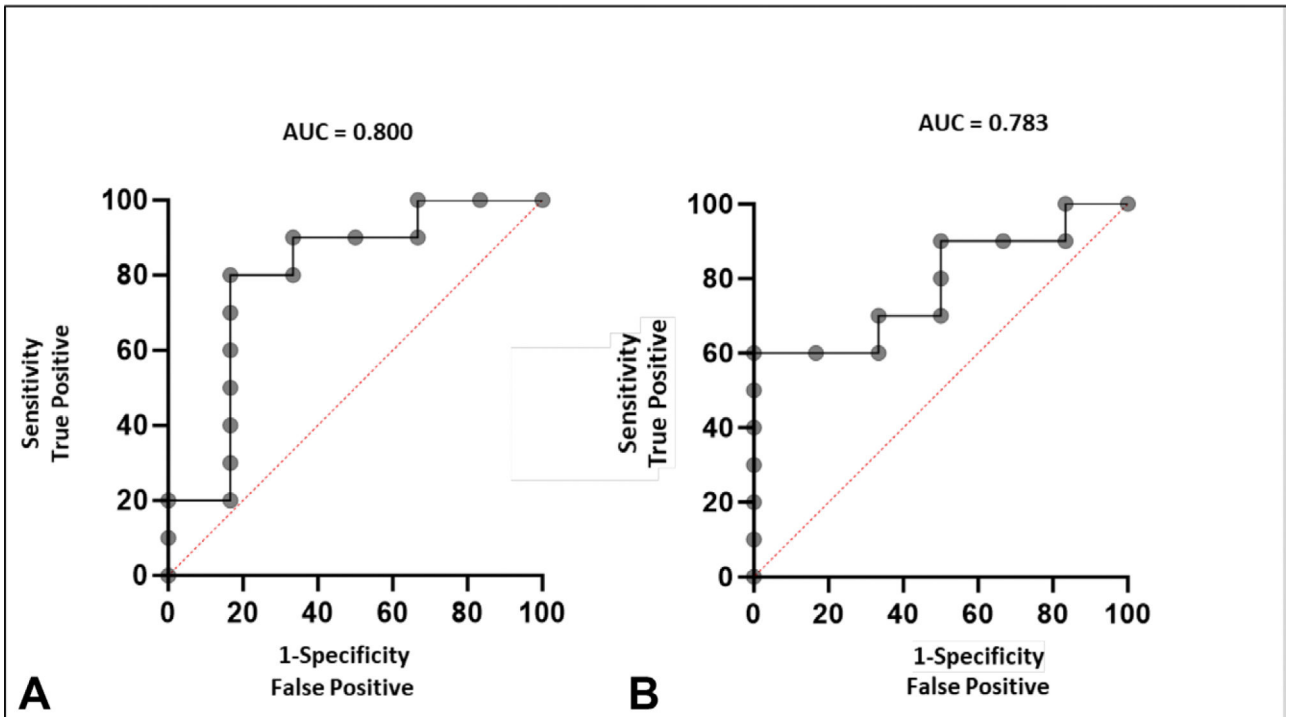 AUC = 0.800
100
80
60
40
20
0
0 20 40 60 80 100
Sensitivity
True Positive
1-Specificity
False Positive
A
AUC = 0.783
100
80
60
40
20
0
0 20 40 60 80 100
Sensitivity
True Positive
1-Specificity
False Positive
B